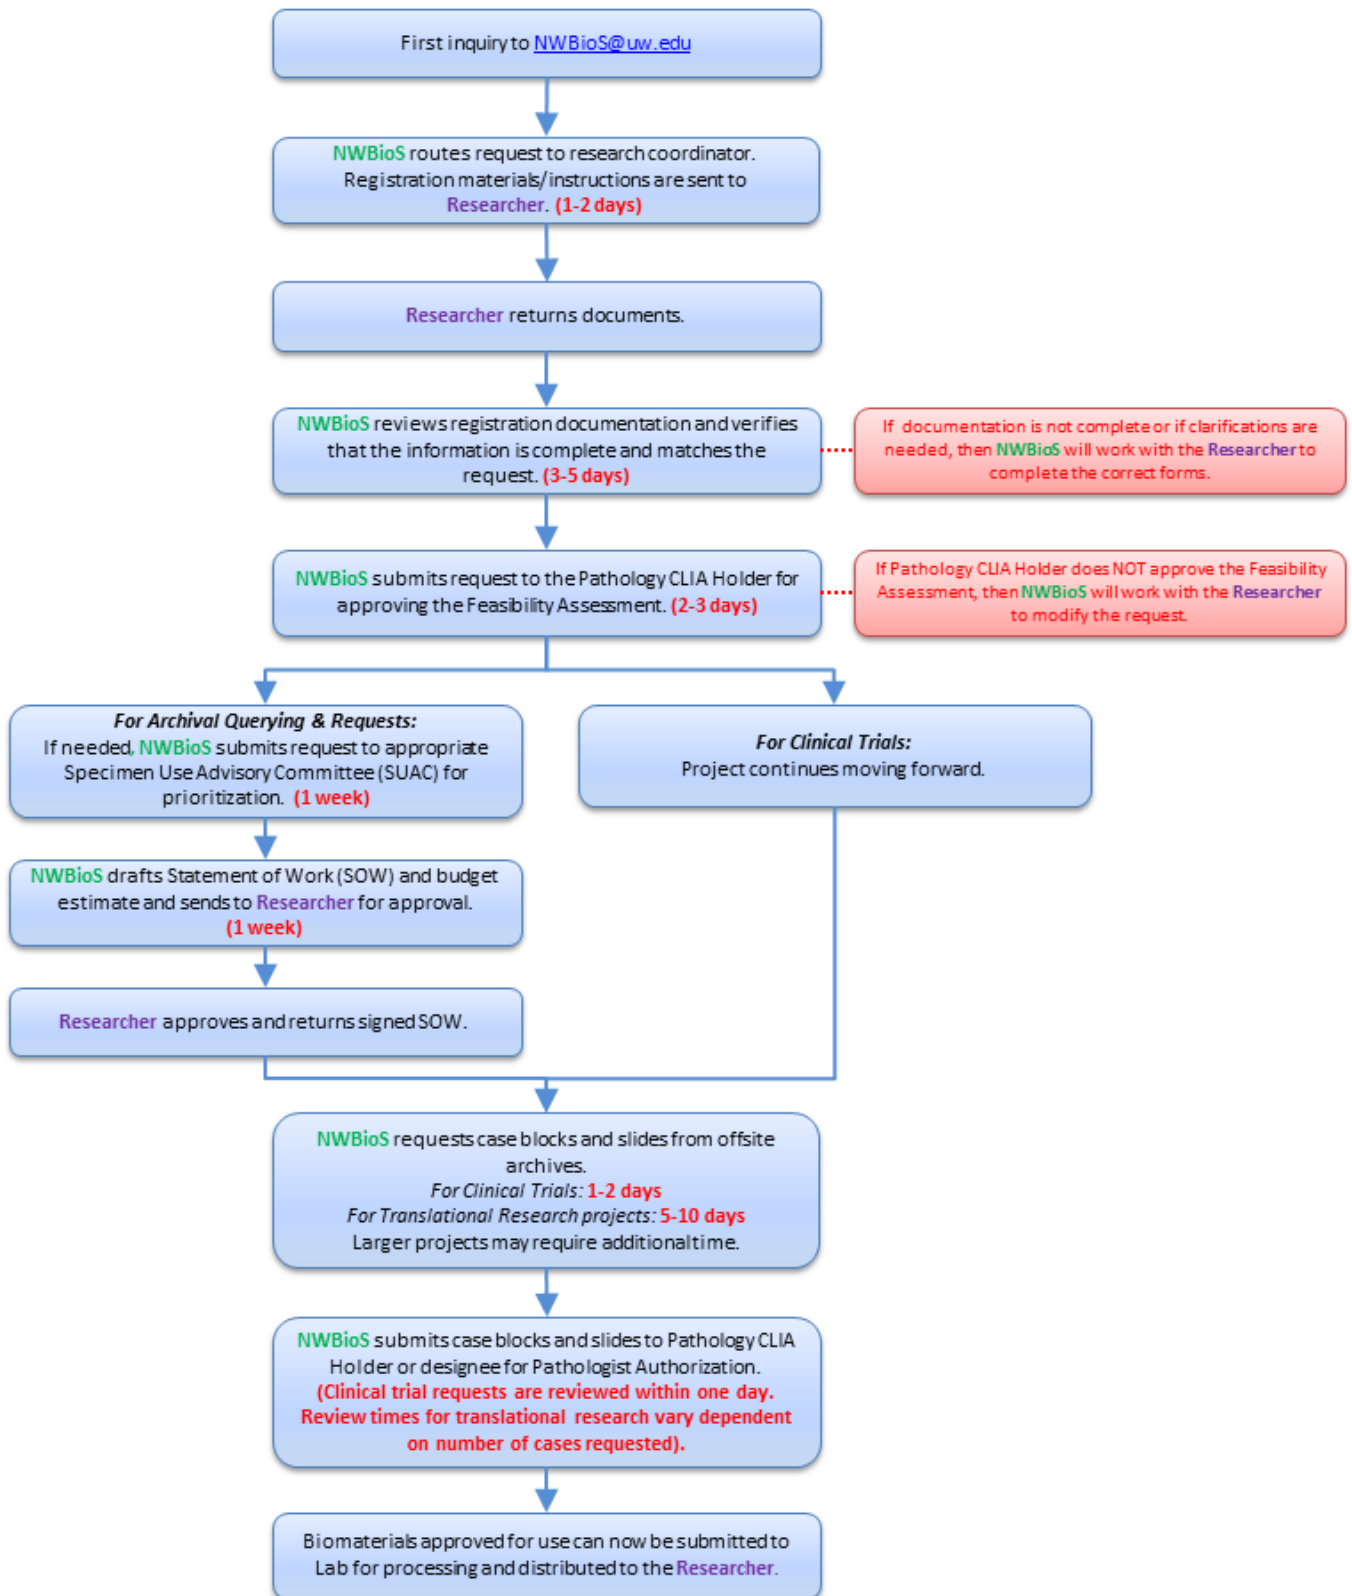 First inquiry to NWBioS@uw.edu
NWBioS routes request to research coordinator.
Registration materials/instructions are sent to
Researcher. (1-2 days)
Researcher returns documents.
NWBioS reviews registration documentation and verifies
that the information is complete and matches the
request. (3-5 days)
If documentation is not complete or if clarifications are
needed, then NWBioS will work with the Researcher to
complete the correct forms.
NWBioS submits request to the Pathology CLIA Holder for
approving the Feasibility Assessment. (2-3 days)
If Pathology CLIA Holder does NOT approve the Feasibility
Assessment, then NWBioS will work with the Researcher
to modify the request.
For Archival Querying & Requests:
If needed, NWBioS submits request to appropriate
Specimen Use Advisory Committee (SUAC) for
prioritization. (1 week)
For Clinical Trials:
Project continues moving forward.
NWBioS drafts Statement of Work (SOW) and budget
estimate and sends to Researcher for approval.
(1 week)
Researcher approves and returns signed SOW.
NWBioS requests case blocks and slides from offsite
archives.
For Clinical Trials: 1-2 days
For Translational Research projects: 5-10 days
Larger projects may require additional time.
NWBioS submits case blocks and slides to Pathology CLIA
Holder or designee for Pathologist Authorization.
(Clinical trial requests are reviewed within one day.
Review times for translational research vary dependent
on number of cases requested).
Biomaterials approved for use can now be submitted to
Lab for processing and distributed to the Researcher.